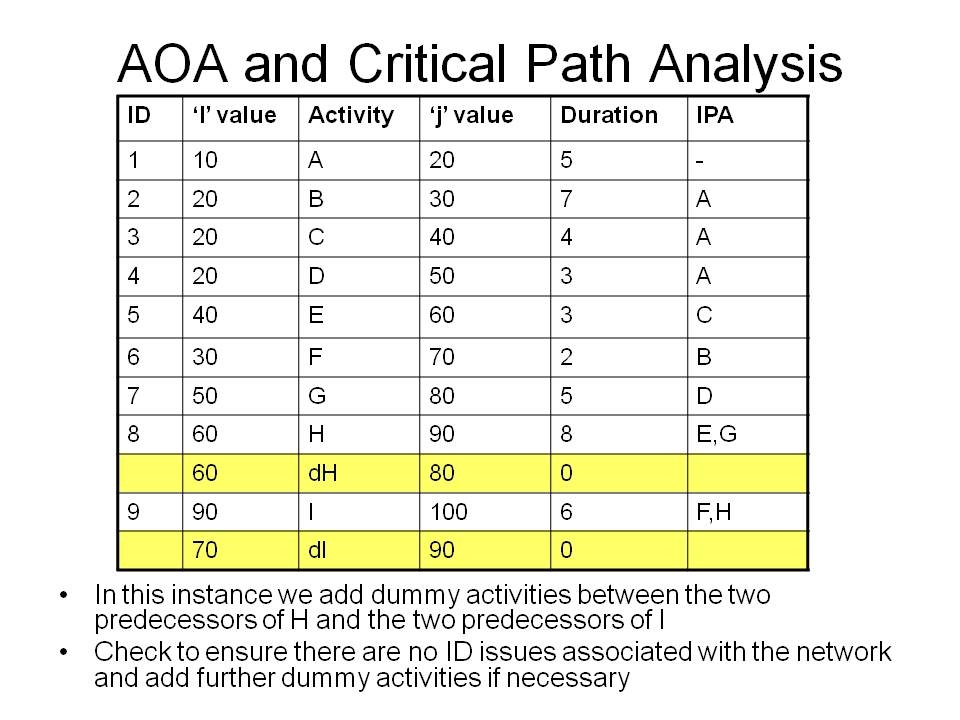 AOA and Critical Path Analysis
ID 'I' value Activity 'j' value Duration IPA
1 10 A 20 5 -
2 20 B 30 7 A
3 20 C 40 4 A
4 20 D 50 3 A
5 40 E 60 3 C
6 30 F 70 2 B
7 50 G 80 5 D
8 60 H 90 8 E,G
60 dH 80 0
9 90 I 100 6 F,H
70 dI 90 0
• In this instance we add dummy activities between the two
predecessors of H and the two predecessors of I
• Check to ensure there are no ID issues associated with the network
and add further dummy activities if necessary